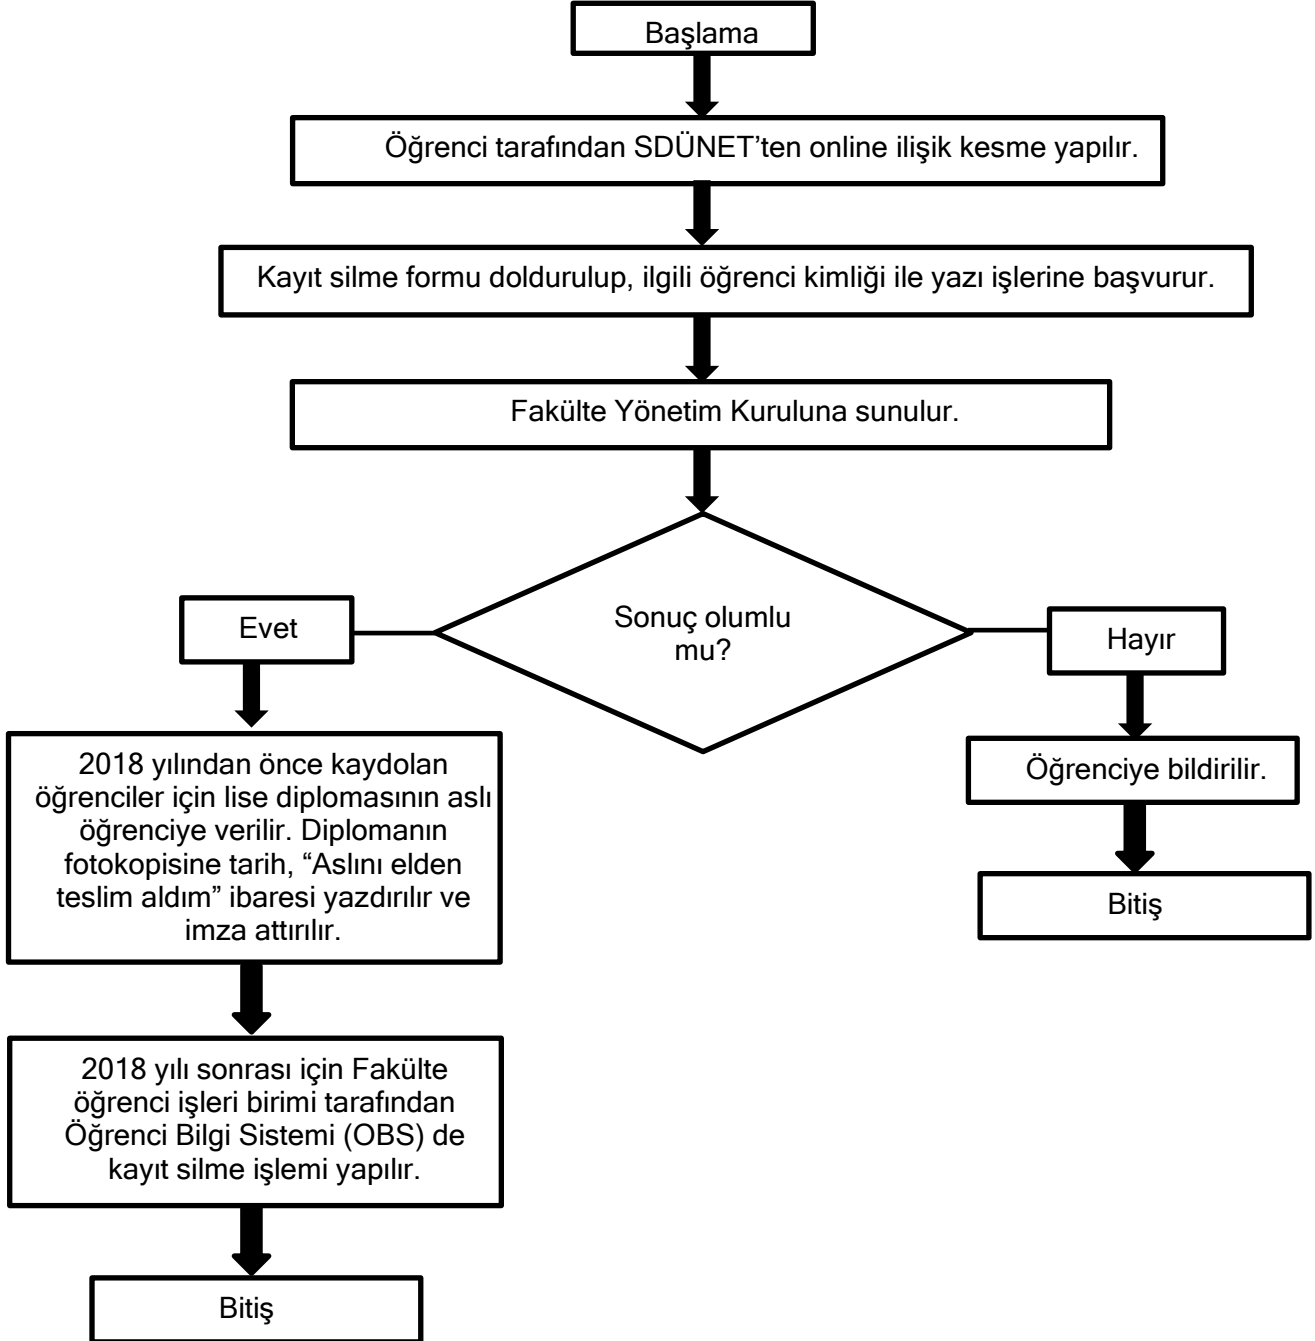 Başlama
Öğrenci tarafından SDÜNET’ten online ilişik kesme yapılır.
Kayıt silme formu doldurulup, ilgili öğrenci kimliği ile yazı işlerine başvurur.
Fakülte Yönetim Kuruluna sunulur.
Sonuç olumlu
mu?
Evet
Hayır
2018 yılından önce kaydolan
öğrenciler için lise diplomasının aslı
öğrenciye verilir. Diplomanın
fotokopisine tarih, “Aslını elden
teslim aldım” ibaresi yazdırılır ve
imza attırılır.
Öğrenciye bildirilir.
Bitiş
2018 yılı sonrası için Fakülte
öğrenci işleri birimi tarafından
Öğrenci Bilgi Sistemi (OBS) de
kayıt silme işlemi yapılır.
Bitiş